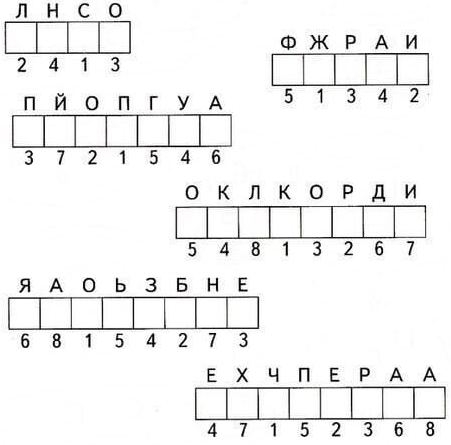 Л Н С О
2 4 1 3
Ф Ж Р А И
5 1 3 4 2
П Й О П Г У А
3 7 2 1 5 4 6
О К Л К О Р Д И
5 4 8 1 3 2 6 7
Я А О Ь З Б Н Е
6 8 1 5 4 2 7 3
Е Х Ч П Е Р А А
4 7 1 5 2 3 6 8